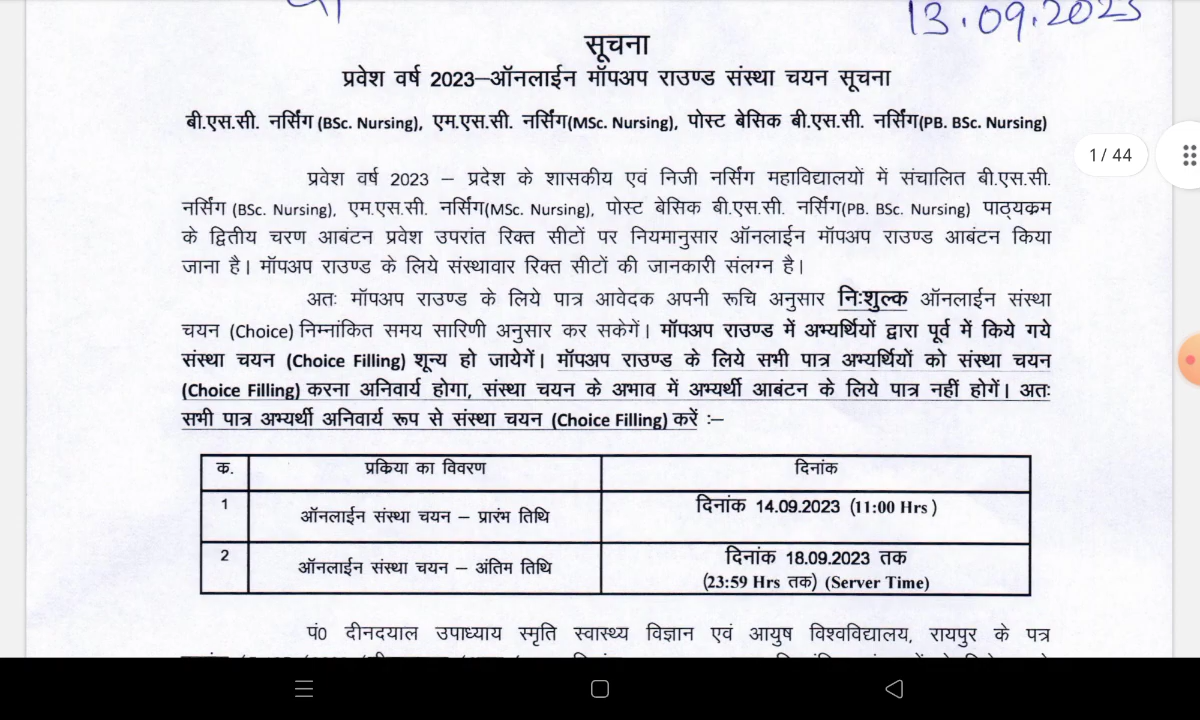 13.09.2023
सूचना
प्रवेश वर्ष 2023–ऑनलाईन मॉपअप राउण्ड संस्था चयन सूचना
बी.एस.सी. नर्सिंग (BSc. Nursing), एम.एस.सी. नर्सिंग(MSc. Nursing), पोस्ट बेसिक बी.एस.सी. नर्सिंग(PB. BSc. Nursing)
1 / 44
प्रवेश वर्ष 2023 – प्रदेश के शासकीय एवं निजी नर्सिंग महाविद्यालयों में संचालित बी.एस.सी.
नर्सिंग (BSc. Nursing), एम.एस.सी. नर्सिंग(MSc. Nursing), पोस्ट बेसिक बी.एस.सी. नर्सिंग(PB. BSc. Nursing) पाठ्यक्रम
के द्वितीय चरण आबंटन प्रवेश उपरांत रिक्त सीटों पर नियमानुसार ऑनलाईन मॉपअप राउण्ड आबंटन किया
जाना है। मॉपअप राउण्ड के लिये संस्थावार रिक्त सीटों की जानकारी संलग्न है।
अतः मॉपअप राउण्ड के लिये पात्र आवेदक अपनी रूचि अनुसार निःशुल्क ऑनलाईन संस्था
चयन (Choice) निम्नांकित समय सारिणी अनुसार कर सकेगें। मॉपअप राउण्ड में अभ्यर्थियों द्वारा पूर्व में किये गये
संस्था चयन (Choice Filling) शून्य हो जायेगें। मॉपअप राउण्ड के लिये सभी पात्र अभ्यर्थियों को संस्था चयन
(Choice Filling) करना अनिवार्य होगा, संस्था चयन के अभाव में अभ्यर्थी आबंटन के लिये पात्र नहीं होगें। अतः
सभी पात्र अभ्यर्थी अनिवार्य रूप से संस्था चयन (Choice Filling) करें :–
क. प्रकिया का विवरण दिनांक
1 ऑनलाईन संस्था चयन – प्रारंभ तिथि दिनांक 14.09.2023 (11:00 Hrs )
2 ऑनलाईन संस्था चयन – अंतिम तिथि दिनांक 18.09.2023 तक
(23:59 Hrs तक) (Server Time)
पं0 दीनदयाल उपाध्याय स्मृति स्वास्थ्य विज्ञान एवं आयुष विश्वविद्यालय, रायपुर के पत्र